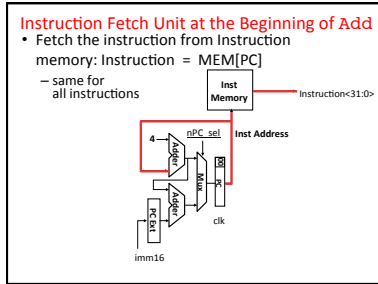 Instruction Fetch Unit at the Beginning of Add
• Fetch the instruction from Instruction
memory: Instruction = MEM[PC]
– same for
all instructions
Inst
Memory
Instruction<31:0>
Inst Address
nPC_sel
4
Adder
Mux
00
PC
Adder
PC Ext
clk
imm16